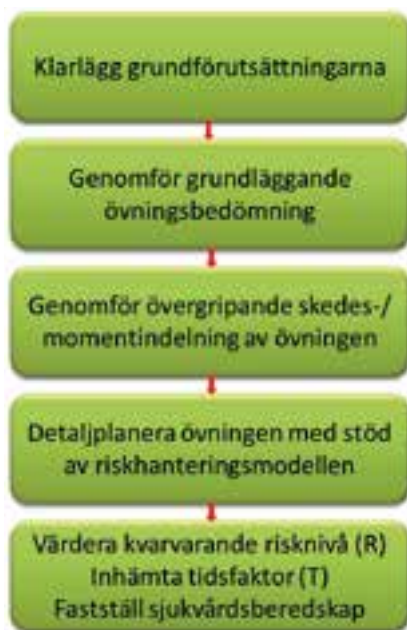 Klarlägg grundförutsättningarna
Genomför grundläggande
övningsbedömning
Genomför övergripande skedes-/
momentindelning av övningen
Detaljplanera övningen med stöd
av riskhanteringsmodellen
Värdera kvarvarande risknivå (R)
Inhämta tidsfaktor (T)
Fastställ sjukvårdsberedskap